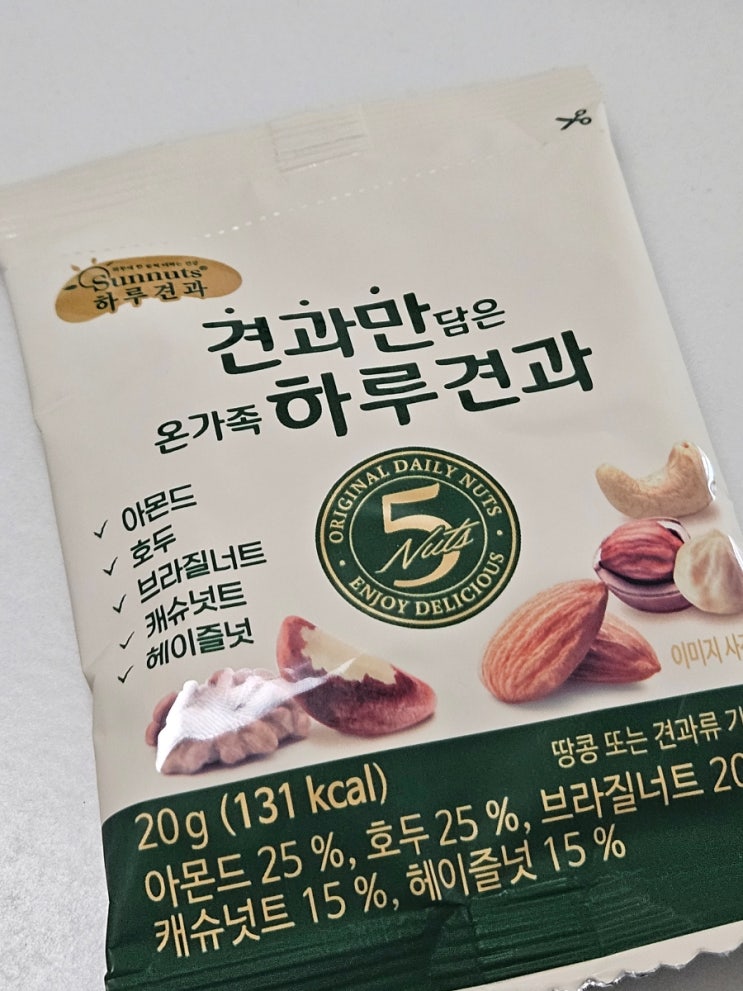 Sunnuts®
하루견과
견과만 담은
온가족 하루견과
아몬드
호두
브라질너트
캐슈넛트
헤이즐넛
ORIGINAL DAILY NUTS
5
Nuts
ENJOY DELICIOUS
이미지
땅콩 또는 견과류
20g (131 kcal)
아몬드 25 %, 호두 25 %, 브라질너트 20
캐슈넛트 15 %, 헤이즐넛 15 %